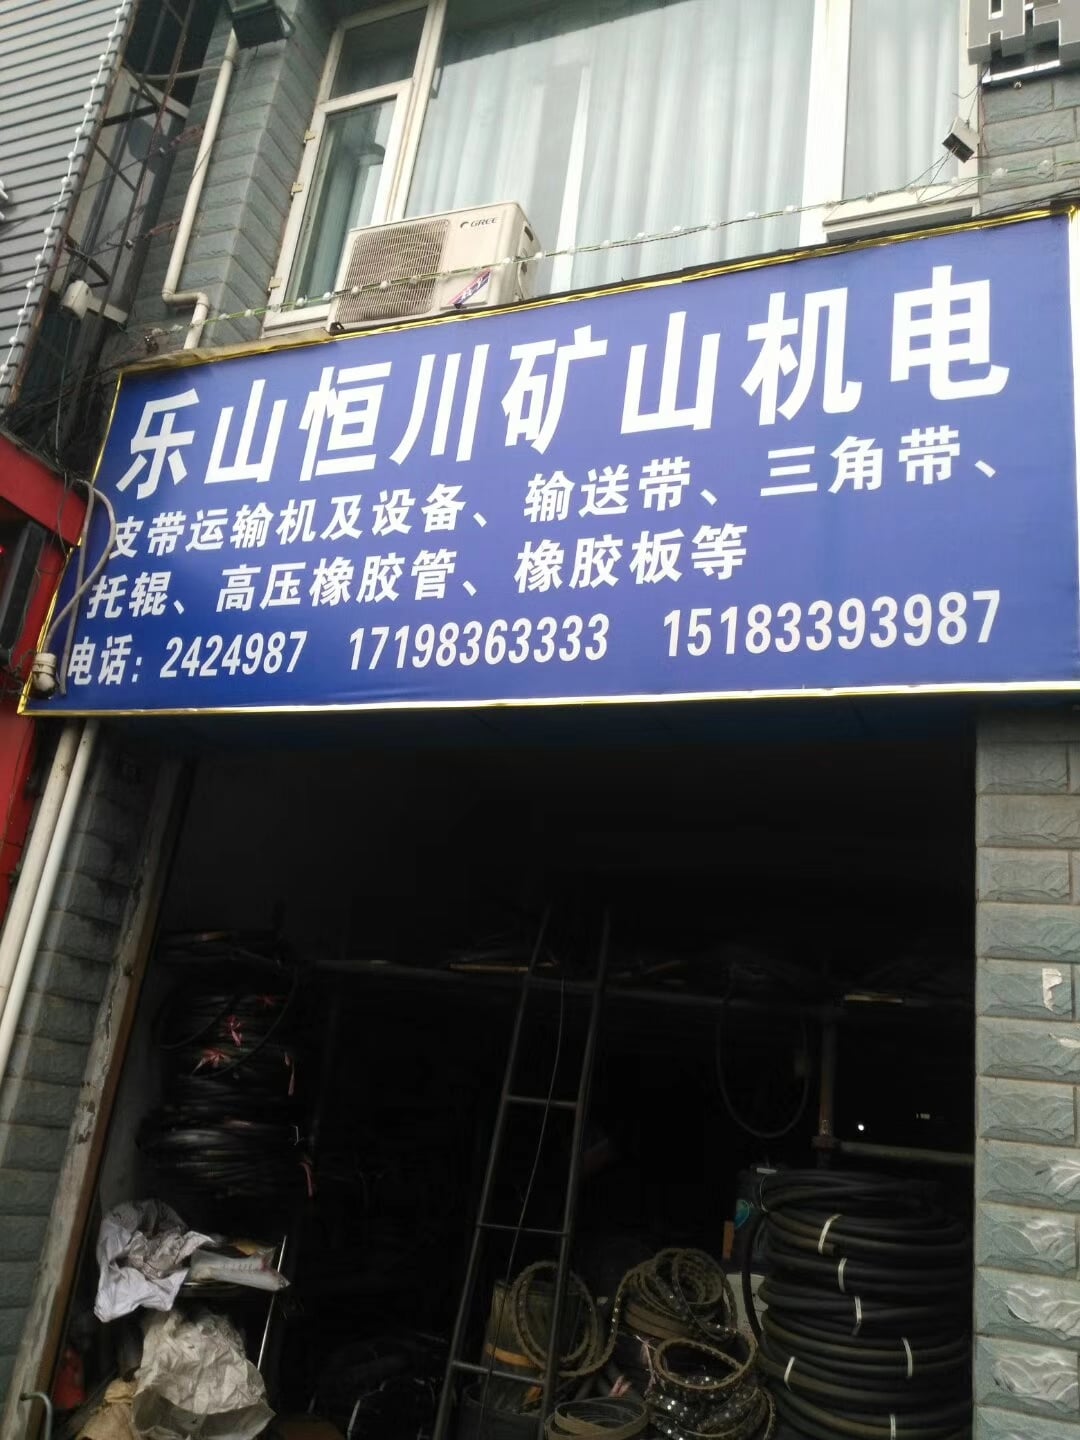 GREE
乐山恒川矿山机电
皮带运输机及设备、输送带、三角带、
托辊、高压橡胶管、橡胶板等
电话：2424987 17198363333 15183393987